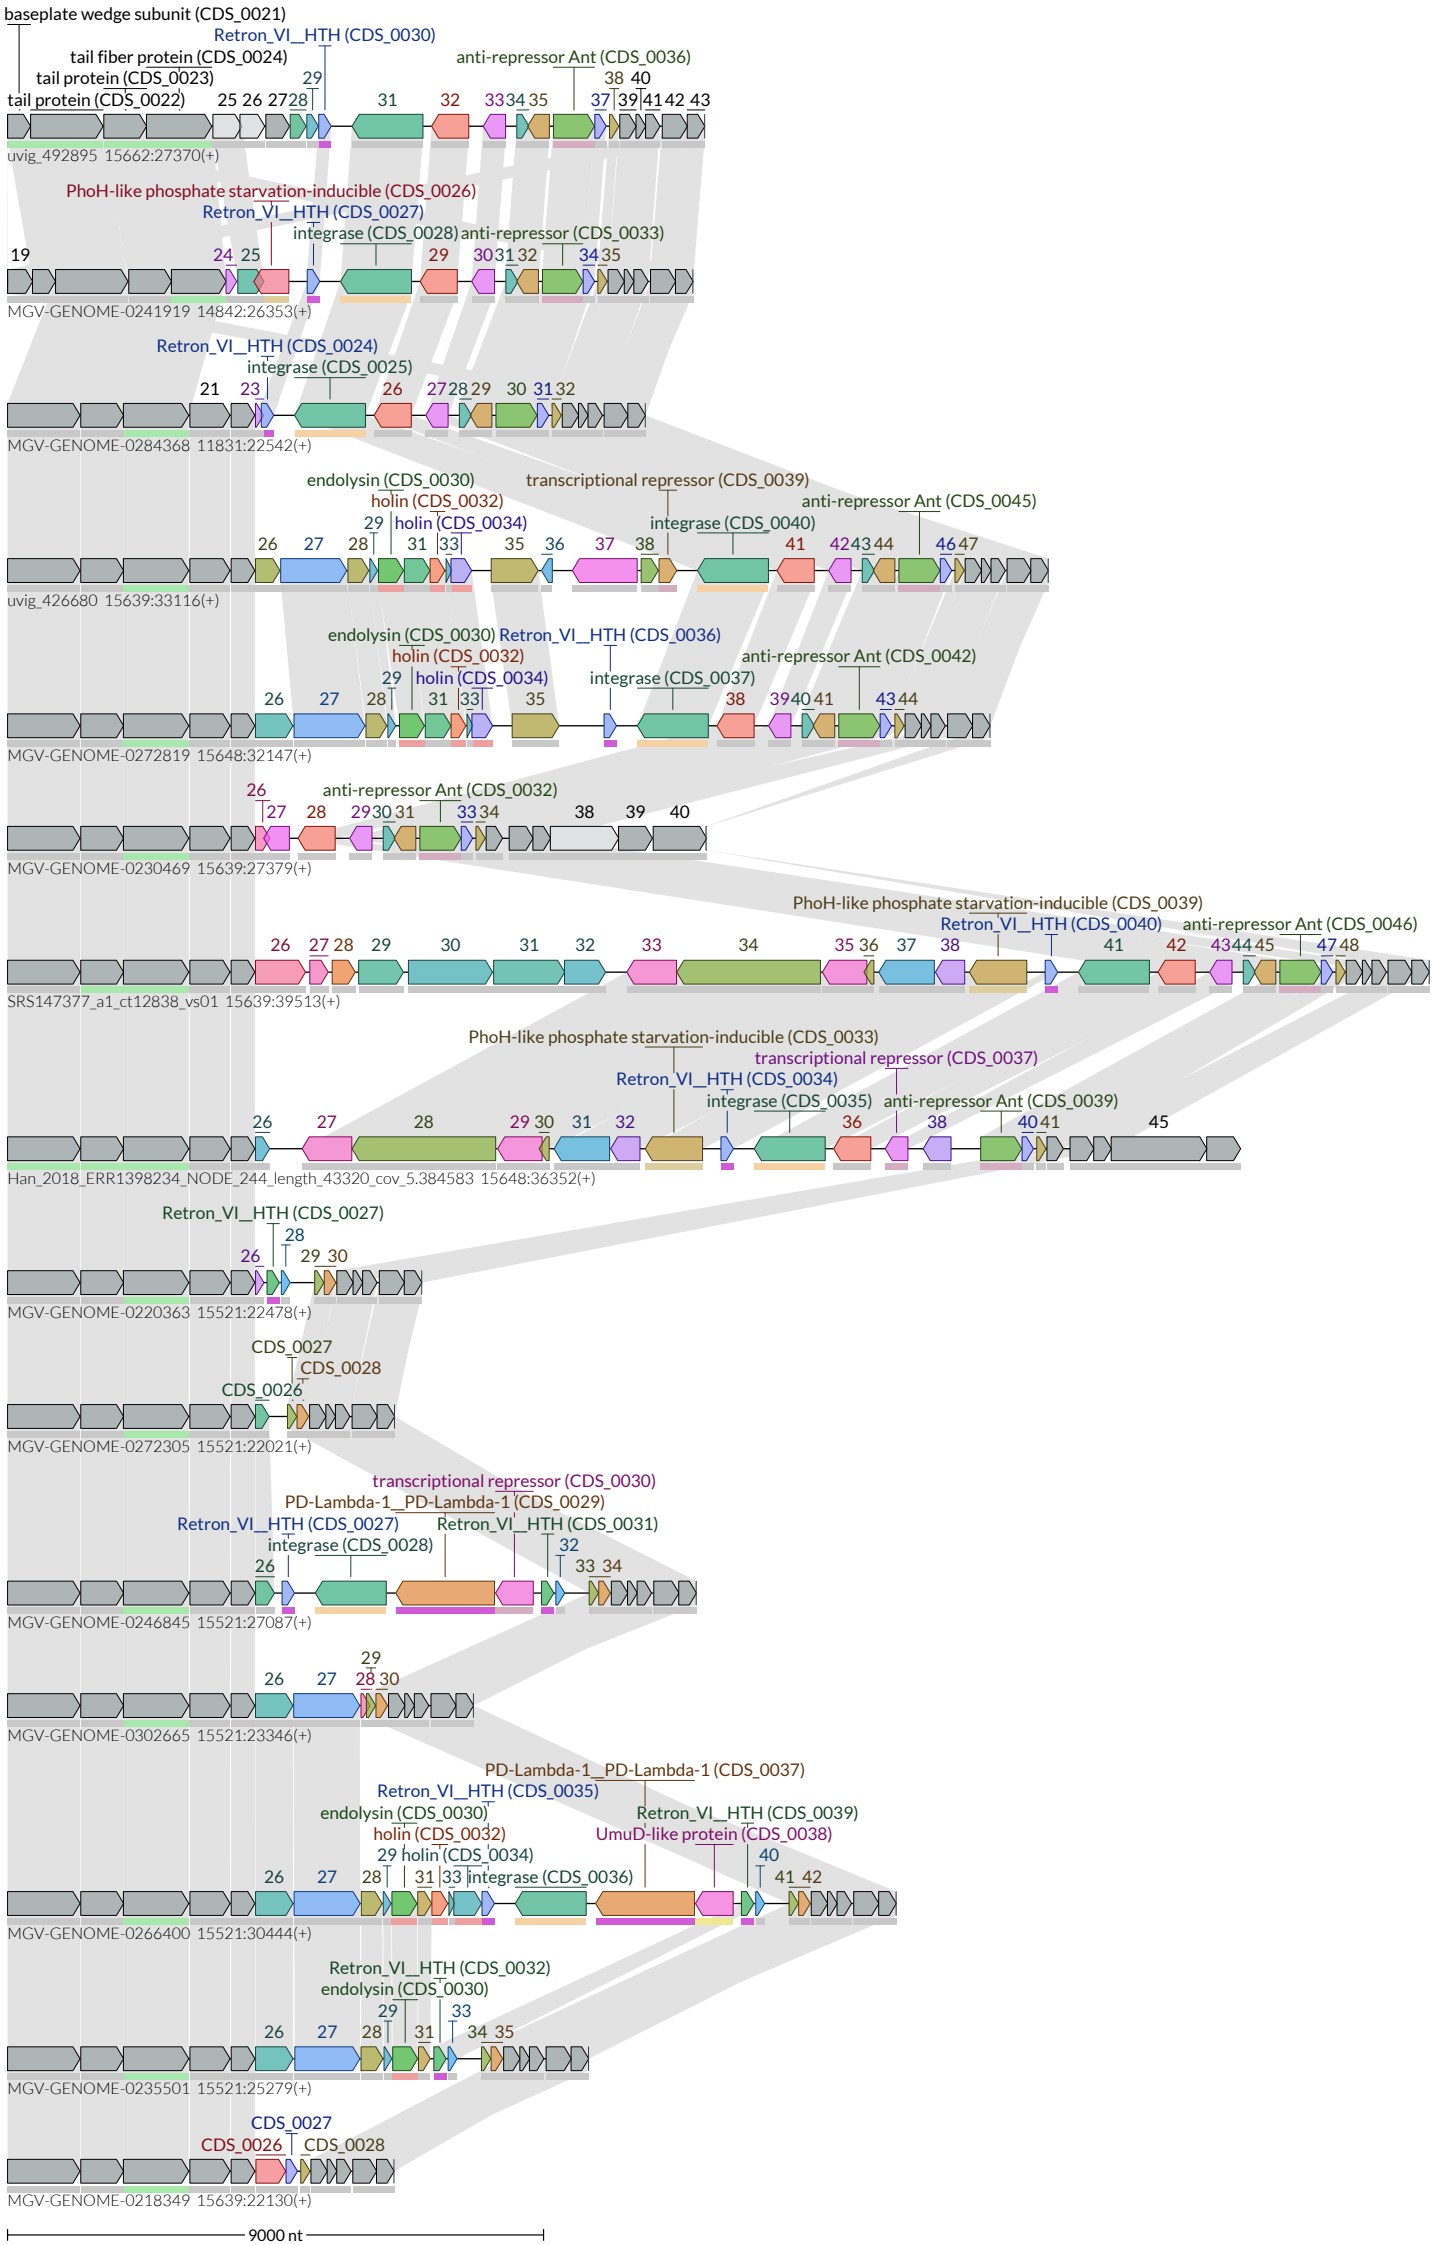 baseplate wedge subunit (CDS_0021)
Retron_VI__HTH (CDS_0030)
tail fiber protein (CDS_0024) anti-repressor Ant (CDS_0036)
tail protein (CDS_0023) 29 38 40
tail protein (CDS_0022) 25 26 27 28 31 32 33 34 35 37 39 41 42 43
uvig_492895 15662:27370(+)
PhoH-like phosphate starvation-inducible (CDS_0026)
Retron_VI__HTH (CDS_0027)
integrase (CDS_0028) anti-repressor (CDS_0033)
19 24 25 29 30 31 32 34 35
MGV-GENOME-0241919 14842:26353(+)
Retron_VI__HTH (CDS_0024)
integrase (CDS_0025)
21 23 26 27 28 29 30 31 32
MGV-GENOME-0284368 11831:22542(+)
endolysin (CDS_0030) transcriptional repressor (CDS_0039)
holin (CDS_0032) anti-repressor Ant (CDS_0045)
29 holin (CDS_0034) integrase (CDS_0040)
26 27 28 31 33 35 36 37 38 41 42 43 44 46 47
uvig_426680 15639:33116(+)
endolysin (CDS_0030) Retron_VI__HTH (CDS_0036)
holin (CDS_0032) anti-repressor Ant (CDS_0042)
29 holin (CDS_0034) integrase (CDS_0037)
26 27 28 31 33 35 38 39 40 41 43 44
MGV-GENOME-0272819 15648:32147(+)
26 anti-repressor Ant (CDS_0032)
27 28 29 30 31 33 34 38 39 40
MGV-GENOME-0230469 15639:27379(+)
PhoH-like phosphate starvation-inducible (CDS_0039)
Retron_VI__HTH (CDS_0040) anti-repressor Ant (CDS_0046)
26 27 28 29 30 31 32 33 34 35 36 37 38 41 42 43 44 45 47 48
SRS147377_a1_ct12838_vs01 15639:39513(+)
PhoH-like phosphate starvation-inducible (CDS_0033)
transcriptional repressor (CDS_0037)
Retron_VI__HTH (CDS_0034)
integrase (CDS_0035) anti-repressor Ant (CDS_0039)
26 27 28 29 30 31 32 36 38 40 41 45
Han_2018_ERR1398234_NODE_244_length_43320_cov_5.384583 15648:36352(+)
Retron_VI__HTH (CDS_0027)
28
26 29 30
MGV-GENOME-0220363 15521:22478(+)
CDS_0027
CDS_0028
CDS_0026
MGV-GENOME-0272305 15521:22021(+)
transcriptional repressor (CDS_0030)
PD-Lambda-1__PD-Lambda-1 (CDS_0029)
Retron_VI__HTH (CDS_0027) Retron_VI__HTH (CDS_0031)
integrase (CDS_0028) 32
26 33 34
MGV-GENOME-0246845 15521:27087(+)
29
26 27 28 30
MGV-GENOME-0302665 15521:23346(+)
PD-Lambda-1__PD-Lambda-1 (CDS_0037)
Retron_VI__HTH (CDS_0035)
endolysin (CDS_0030) Retron_VI__HTH (CDS_0039)
holin (CDS_0032) UmuD-like protein (CDS_0038)
29 holin (CDS_0034) 40
26 27 28 31 33 integrase (CDS_0036) 41 42
MGV-GENOME-0266400 15521:30444(+)
Retron_VI__HTH (CDS_0032)
endolysin (CDS_0030)
29 33
26 27 28 31 34 35
MGV-GENOME-0235501 15521:25279(+)
CDS_0027
CDS_0026 CDS_0028
MGV-GENOME-0218349 15639:22130(+)
9000 nt